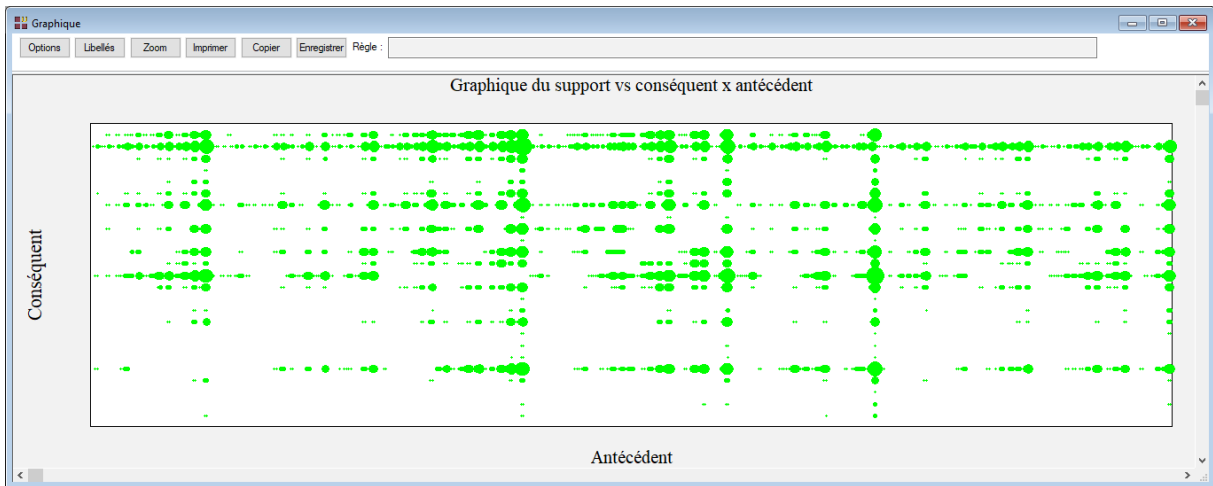 Graphique
Options Libellés Zoom Imprimer Copier Enregistrer Règle :
Graphique du support vs conséquent x antécédent
Conséquent
Antécédent